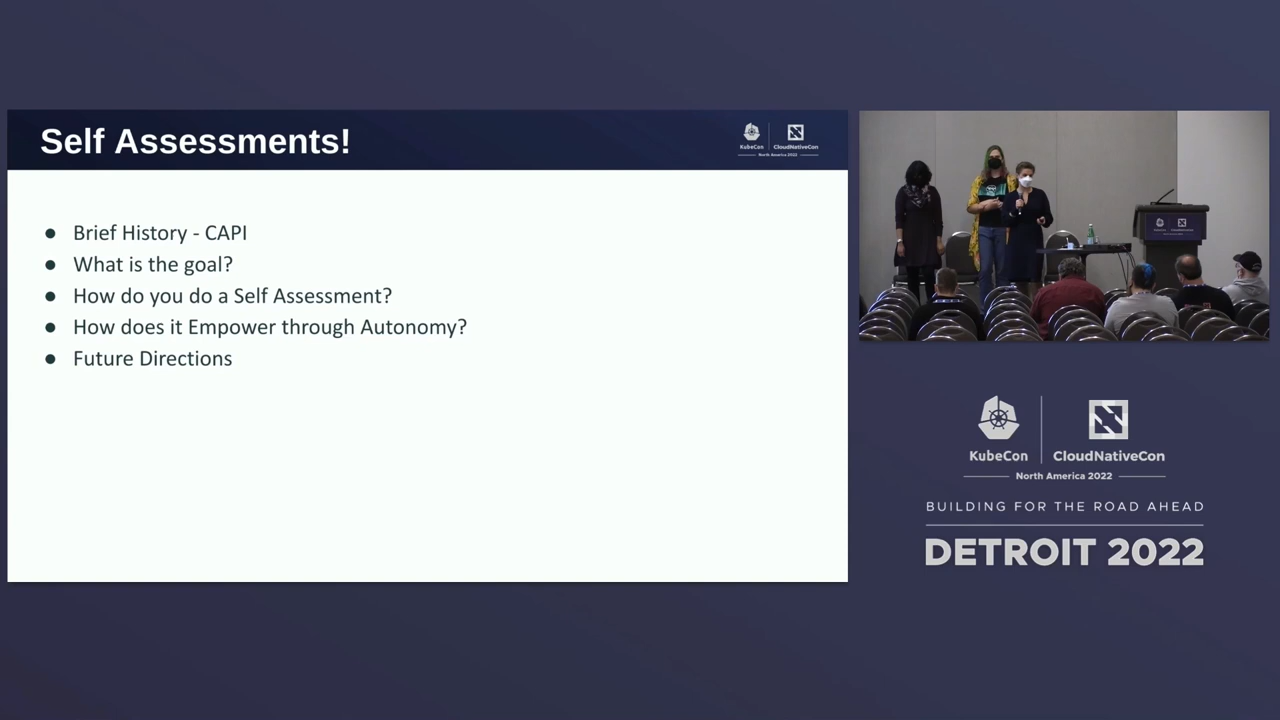 Self Assessments!
KubeCon
CloudNativeCon
North America 2022
● Brief History - CAPI
● What is the goal?
● How do you do a Self Assessment?
● How does it Empower through Autonomy?
● Future Directions
KubeCon
CloudNativeCon
North America 2022
BUILDING FOR THE ROAD AHEAD
DETROIT 2022